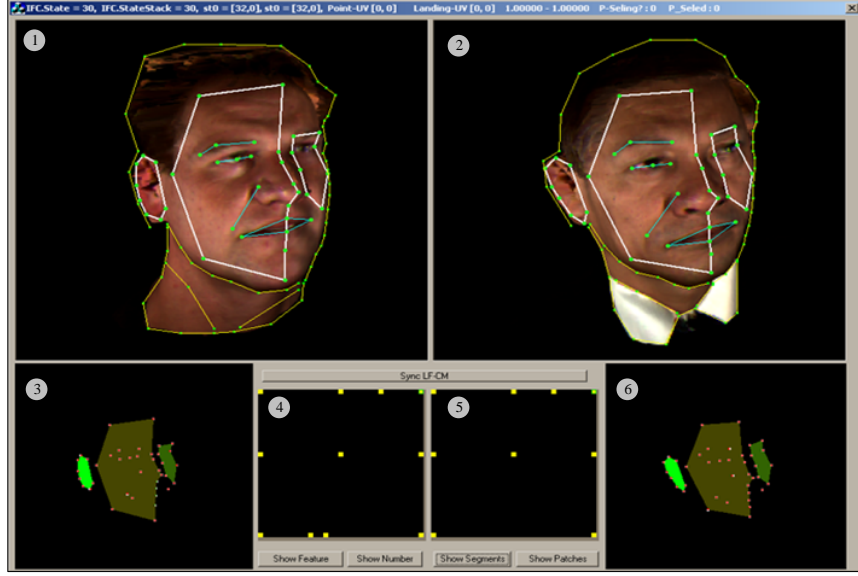 IFC.State = 30, IFC.StateStack = 30, st0 = [32,0], st0 = [32,0], Point-UV [0, 0] Landing-UV [0, 0] 1.00000 - 1.00000 P-Seling? : 0 P_Seled : 0
1
2
Sync LF-CM
3
4
5
6
Show Feature
Show Number
Show Segments
Show Patches